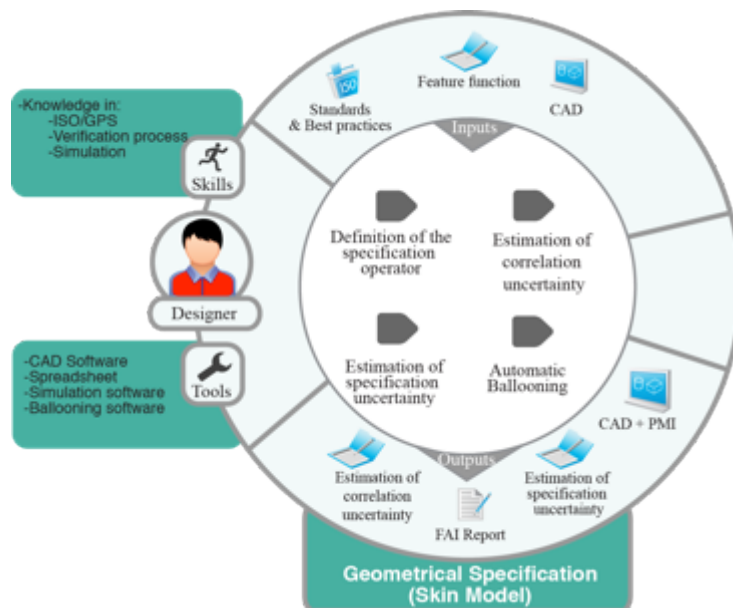 -Knowledge in:
-ISO/GPS
-Verification process
-Simulation
Skills
Designer
Tools
-CAD Software
-Spreadsheet
-Simulation software
-Ballooning software
ISO
Standards
& Best practices
Feature function
CAD
Inputs
Definition of the
specification
operator
Estimation of
correlation
uncertainty
Estimation of
specification
uncertainty
Automatic
Ballooning
Outputs
Estimation of
correlation
uncertainty
FAI Report
Estimation of
specification
uncertainty
CAD + PMI
Geometrical Specification
(Skin Model)